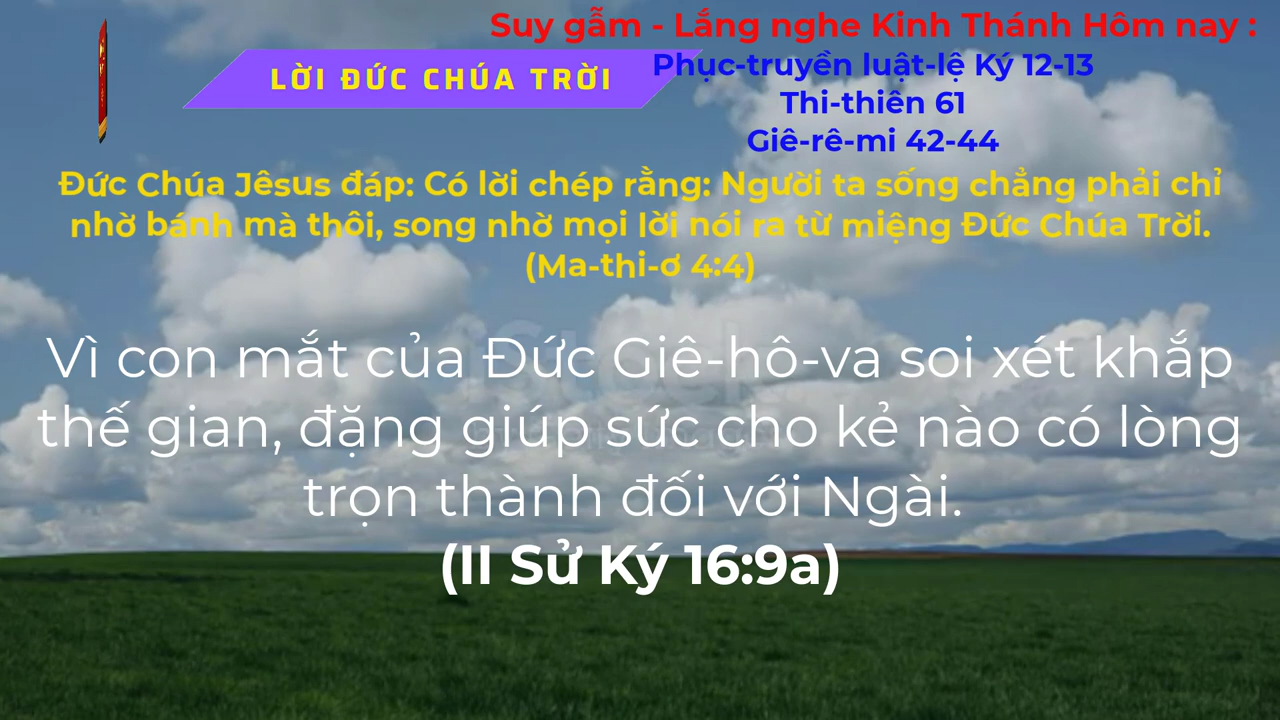 Suy gẫm - Lắng nghe Kinh Thánh Hôm nay :
LỜI ĐỨC CHÚA TRỜI
Phục-truyền luật-lệ Ký 12-13
Thi-thiên 61
Giê-rê-mi 42-44
Đức Chúa Jêsus đáp: Có lời chép rằng: Người ta sống chẳng phải chỉ
nhờ bánh mà thôi, song nhờ mọi lời nói ra từ miệng Đức Chúa Trời.
(Ma-thi-ơ 4:4)
Vì con mắt của Đức Giê-hô-va soi xét khắp
thế gian, đặng giúp sức cho kẻ nào có lòng
trọn thành đối với Ngài.
(II Sử Ký 16:9a)